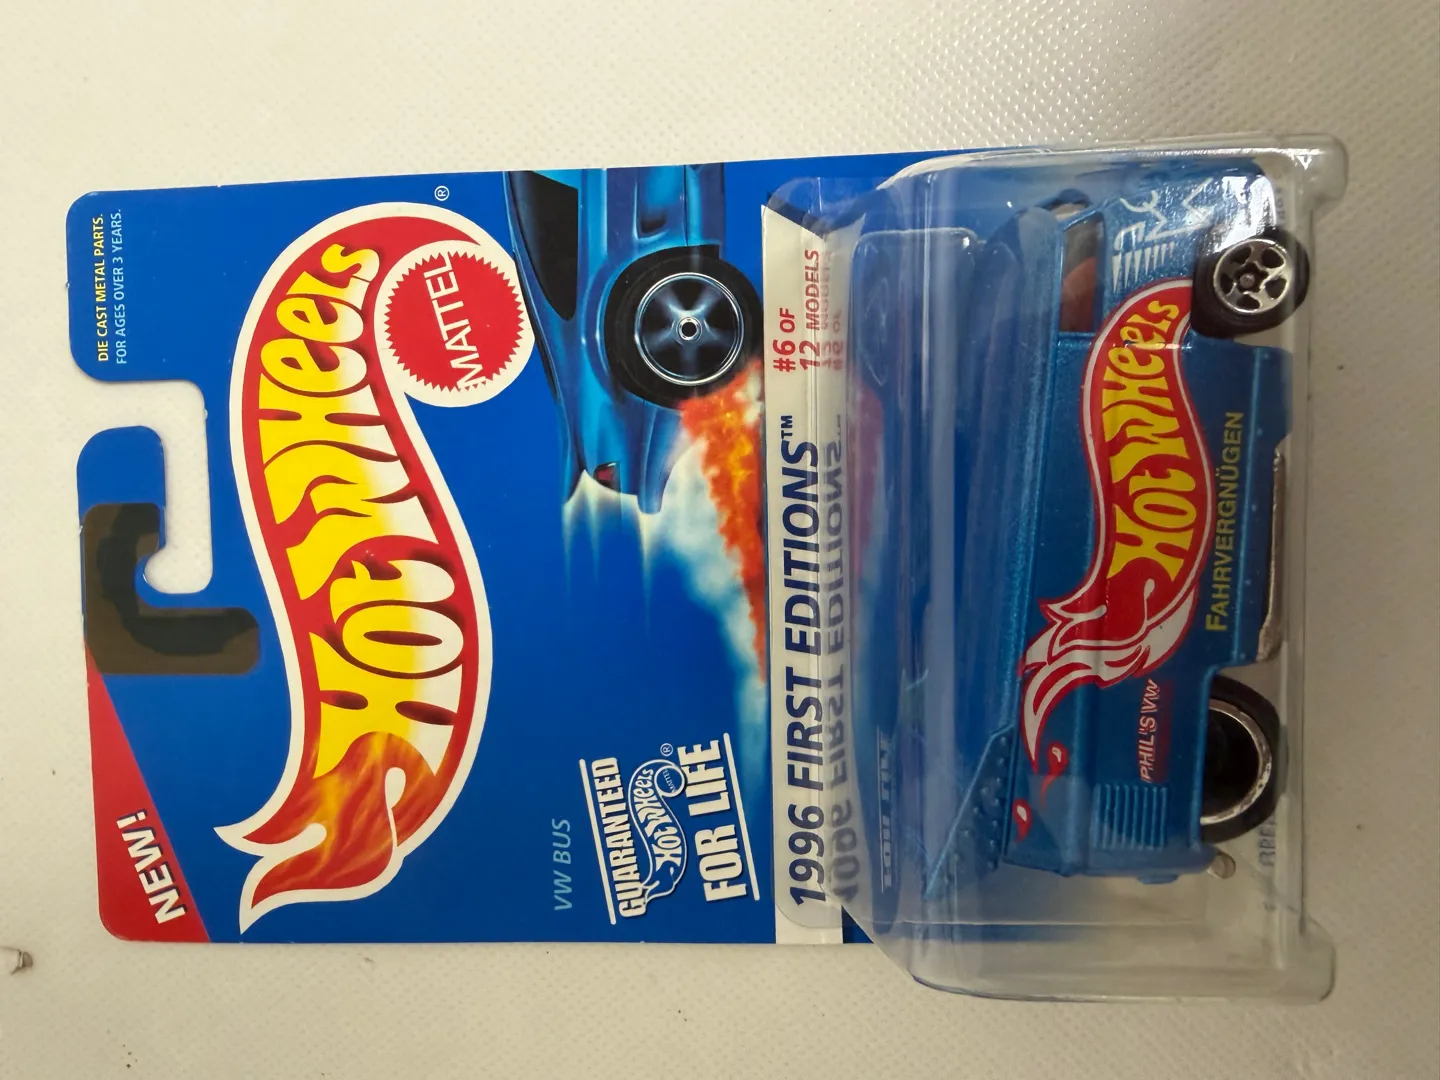 DIE CAST METAL PARTS.
FOR AGES OVER 3 YEARS.
NEW!
HOT WHEELS
®
MATTEL
VW BUS
GUARANTEED
HOT WHEELS ®
FOR LIFE
1996 FIRST EDITIONS™
#6 OF
12 MODELS
HOT WHEELS
FAHRVERGNÜGEN
PHIL'S VW